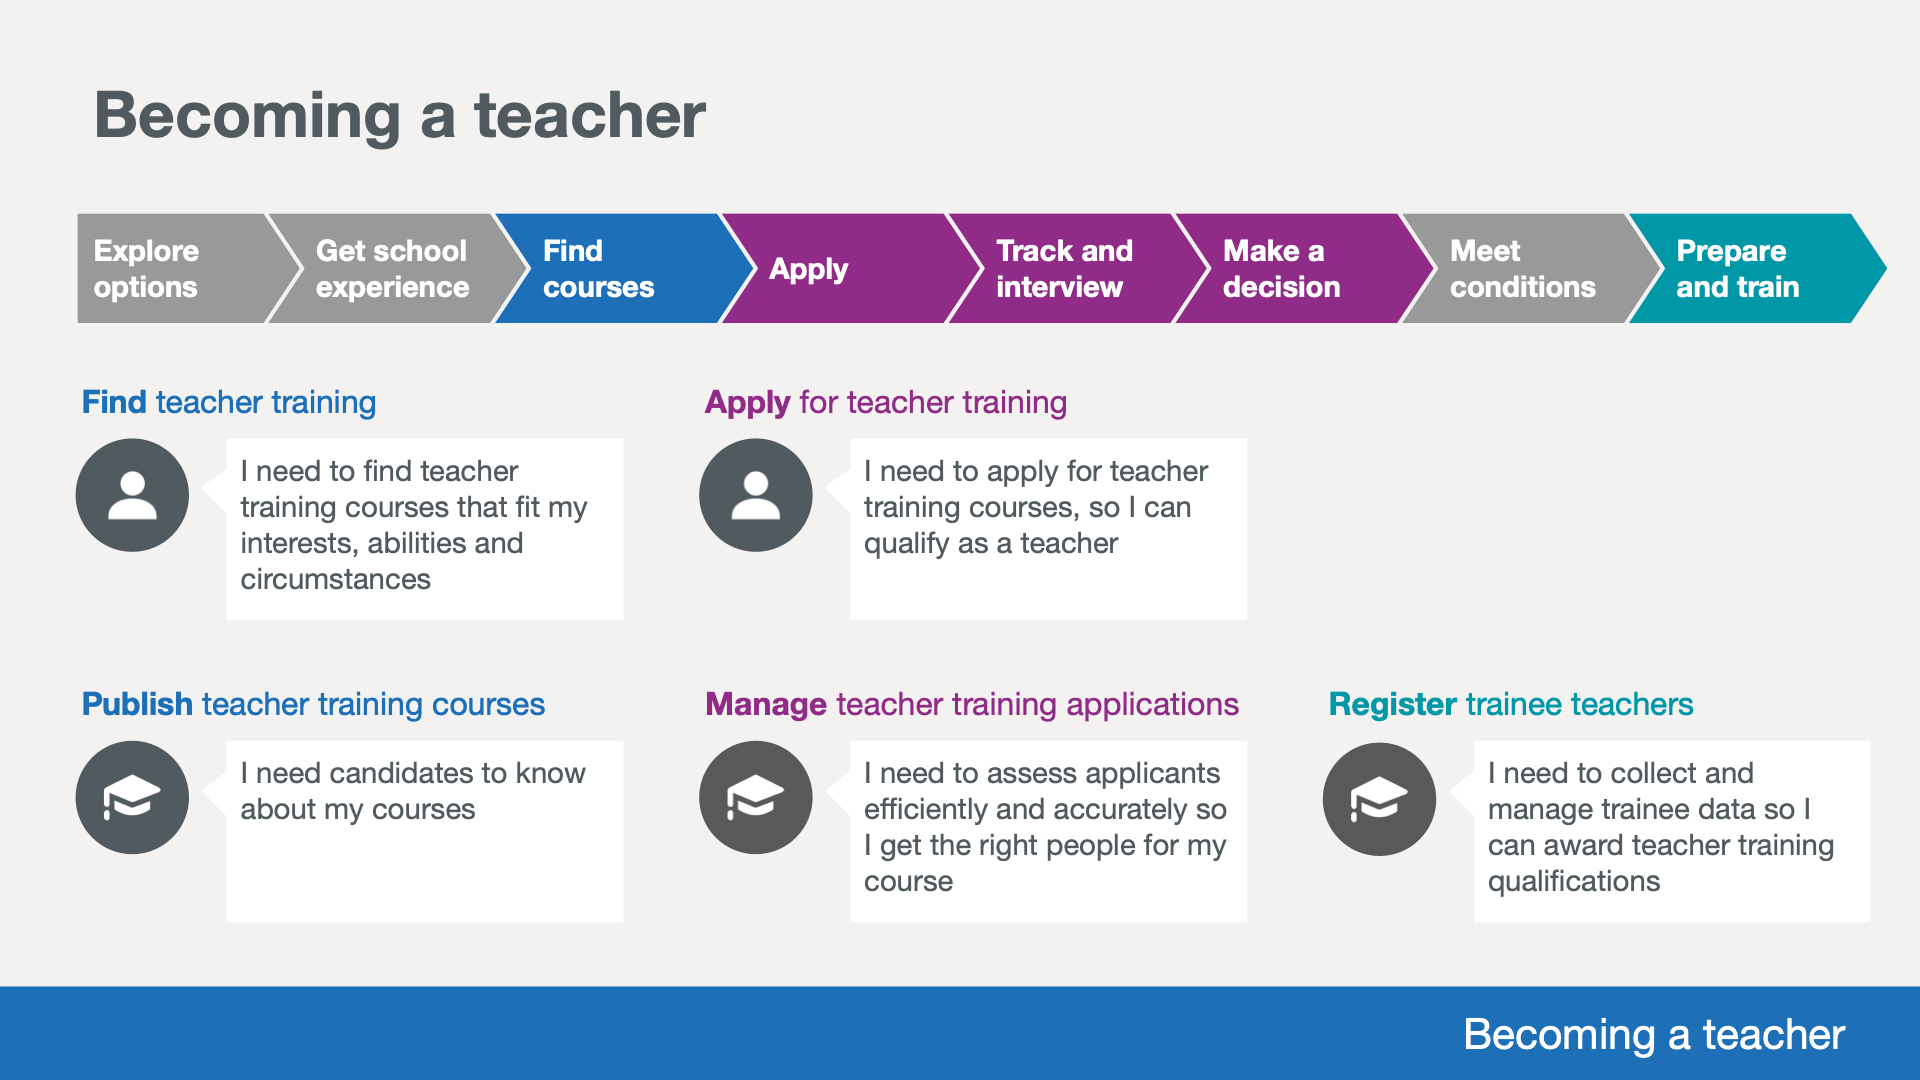 Becoming a teacher
Explore
options
Get school
experience
Find
courses
Apply
Track and
interview
Make a
decision
Meet
conditions
Prepare
and train
Find teacher training
I need to find teacher
training courses that fit my
interests, abilities and
circumstances
Apply for teacher training
I need to apply for teacher
training courses, so I can
qualify as a teacher
Publish teacher training courses
I need candidates to know
about my courses
Manage teacher training applications
I need to assess applicants
efficiently and accurately so
I get the right people for my
course
Register trainee teachers
I need to collect and
manage trainee data so I
can award teacher training
qualifications
Becoming a teacher